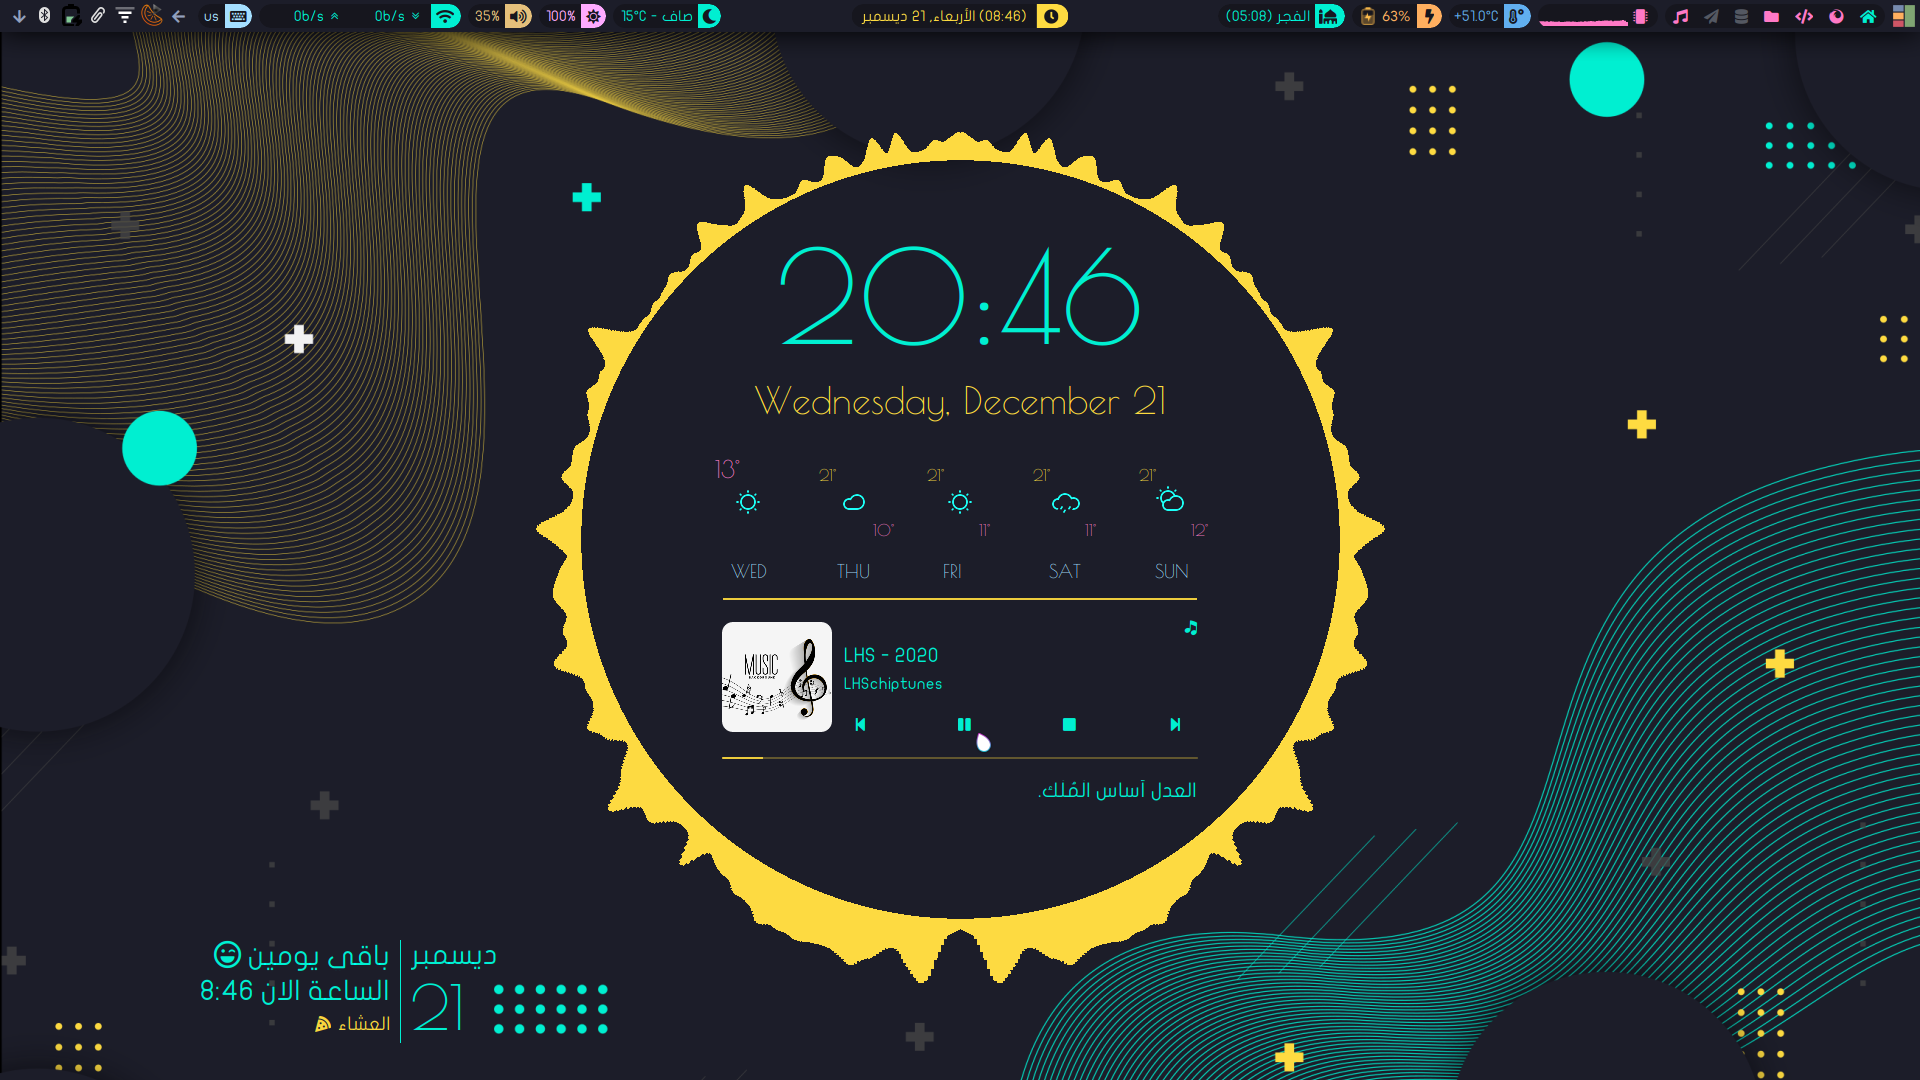 us
0b/s
0b/s
35%
100%
صاف - 15°C
(08:46) الأربعاء, 21 ديسمبر
الفجر (05:08)
63%
+51.0°C
20:46
Wednesday, December 21
13°
21°
21°
21°
21°
10°
11°
11°
12°
WED THU FRI SAT SUN
MUSIC
BACKGROUND
LHS - 2020
LHSchiptunes
العدل أساس المُلك.
ديسمبر
21
باقى يومين
الساعة الان 8:46
العشاء